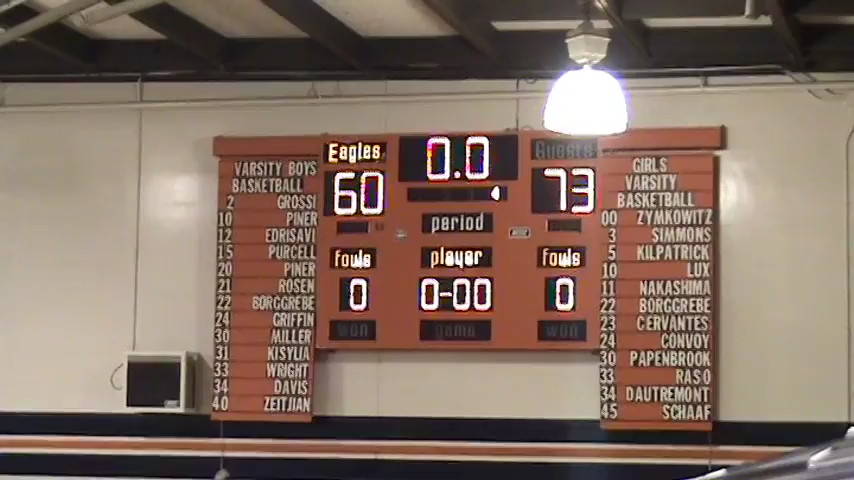 Eagles
0.0
Guests
60
73
period
fouls
player
fouls
0
0-00
0
won
game
won
VARSITY BOYS
BASKETBALL
2 GROSSI
10 PINER
12 EDRISAVI
15 PURCELL
20 PINER
21 ROSEN
22 BORGGREBE
24 GRIFFIN
30 MILLER
31 KISYLIA
33 WRIGHT
34 DAVIS
40 ZEITJIAN
GIRLS
VARSITY
BASKETBALL
00 ZYMKOWITZ
3 SIMMONS
5 KILPATRICK
10 LUX
11 NAKASHIMA
22 BORGGREBE
23 CERVANTES
24 CONVOY
30 PAPENBROOK
33 RASO
34 DAUTREMONT
45 SCHAAF